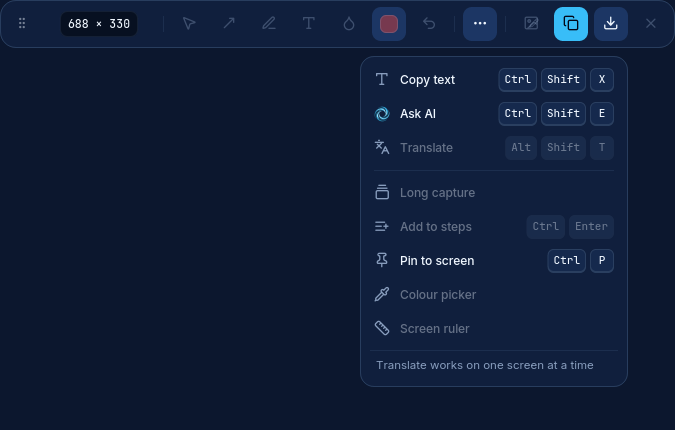 688 × 330
Copy text Ctrl Shift X
Ask AI Ctrl Shift E
Translate Alt Shift T
Long capture
Add to steps Ctrl Enter
Pin to screen Ctrl P
Colour picker
Screen ruler
Translate works on one screen at a time